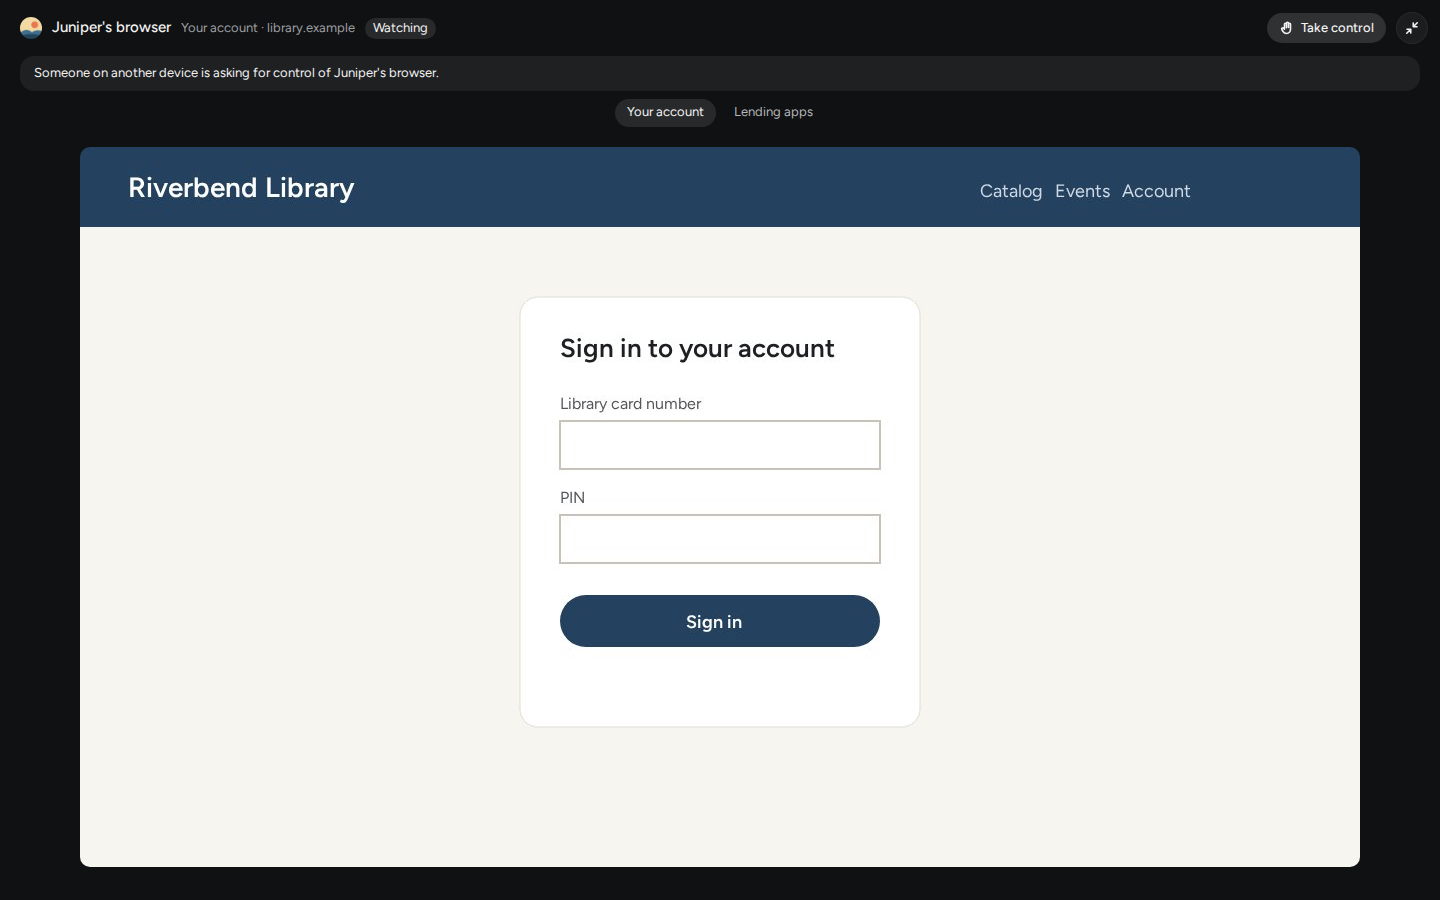 Juniper's browser Your account · library.example Watching Take control
Someone on another device is asking for control of Juniper's browser.
Your account Lending apps
Riverbend Library Catalog Events Account
Sign in to your account
Library card number
PIN
Sign in